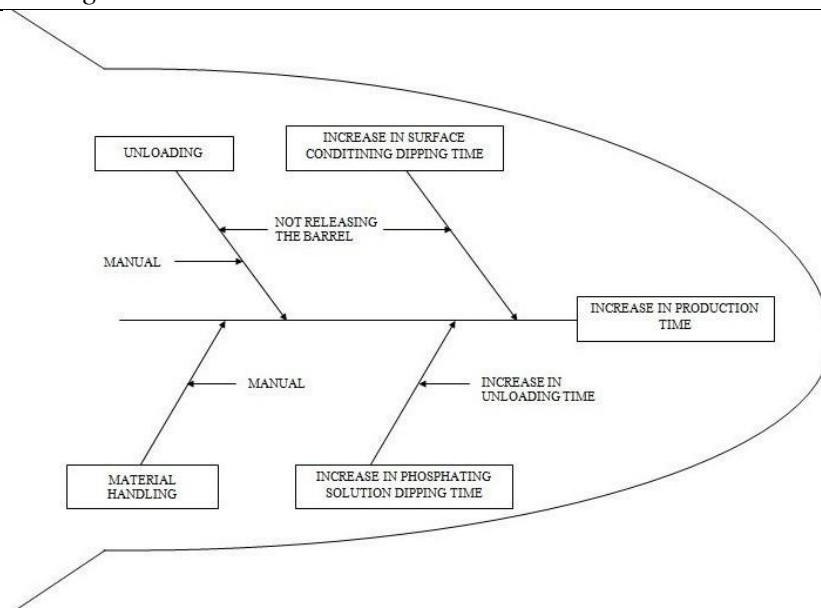 UNLOADING
INCREASE IN SURFACE
CONDITINING DIPPING TIME
NOT RELEASING
THE BARREL
MANUAL
INCREASE IN PRODUCTION
TIME
MANUAL
INCREASE IN
UNLOADING TIME
MATERIAL
HANDLING
INCREASE IN PHOSPHATING
SOLUTION DIPPING TIME